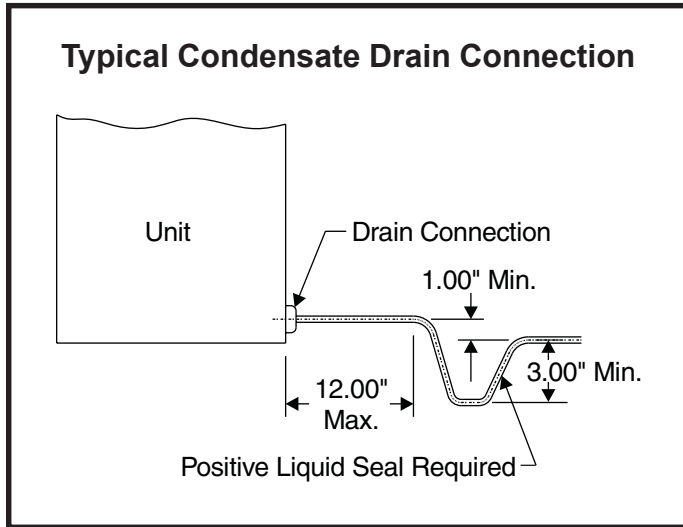 Typical Condensate Drain Connection
Unit
Drain Connection
1.00" Min.
3.00" Min.
12.00"
Max.
Positive Liquid Seal Required